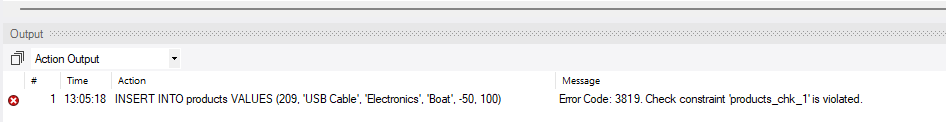 Output
Action Output
# Time Action Message
1 13:05:18 INSERT INTO products VALUES (209, 'USB Cable', 'Electronics', 'Boat', -50, 100) Error Code: 3819. Check constraint 'products_chk_1' is violated.